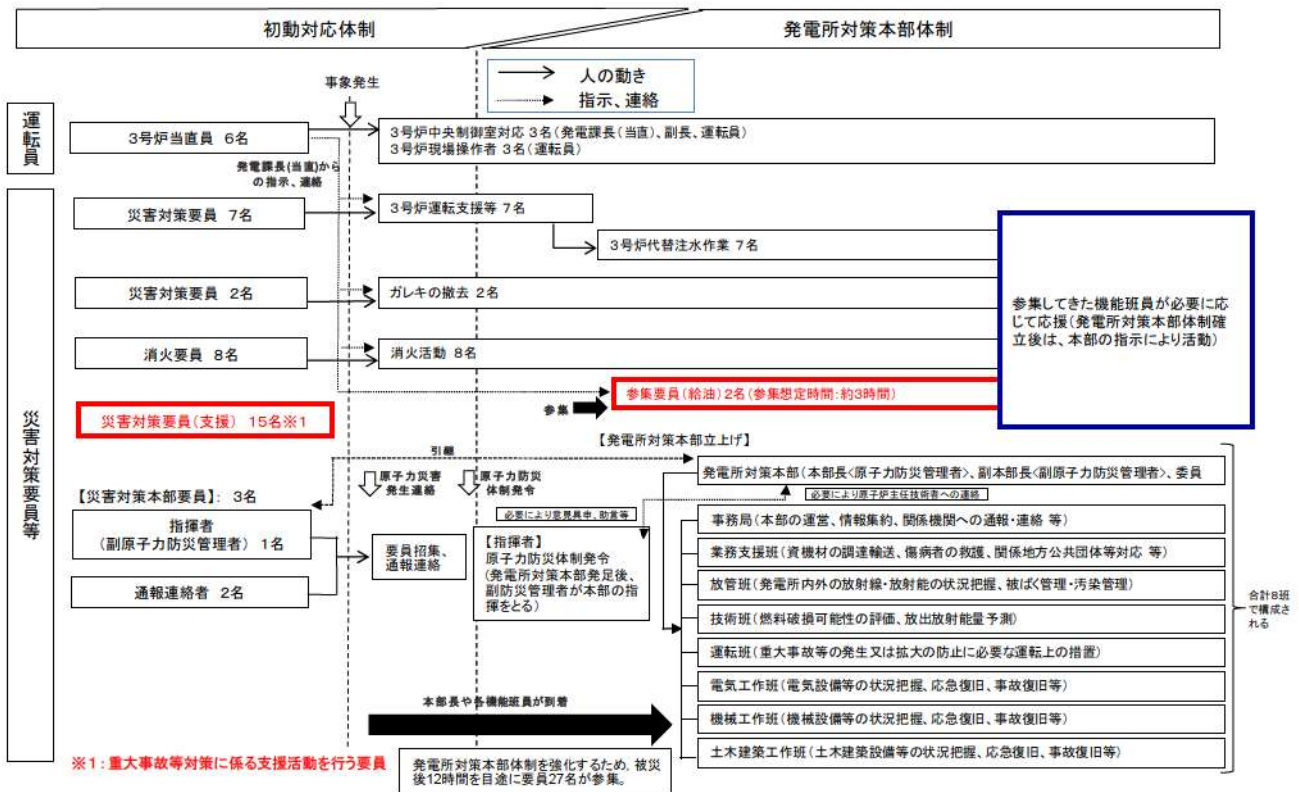 初動対応体制
発電所対策本部体制
人の動き
指示、連絡
事象発生
運転員
3号炉当直員 6名
3号炉中央制御室対応 3名(発電課長(当直)、副長、運転員)
3号炉現場操作者 3名(運転員)
発電課長(当直)から
の指示、連絡
災害対策要員等
災害対策要員 7名
3号炉運転支援等 7名
3号炉代替注水作業 7名
災害対策要員 2名
ガレキの撤去 2名
消火要員 8名
消火活動 8名
参集してきた機能班員が必要に応
じて応援(発電所対策本部体制確
立後は、本部の指示により活動)
参集
参集要員(給油)2名(参集想定時間:約3時間)
災害対策要員(支援) 15名※1
【発電所対策本部立上げ】
引継
原子力災害
発生連絡
原子力防災
体制発令
発電所対策本部(本部長<原子力防災管理者>、副本部長<副原子力防災管理者>、委員
必要により原子炉主任技術者への連絡
【災害対策本部要員】: 3名
指揮者
(副原子力防災管理者) 1名
通報連絡者 2名
要員招集、
通報連絡
必要により意見具申、助言等
【指揮者】
原子力防災体制発令
(発電所対策本部発足後、
副防災管理者が本部の指
揮をとる)
事務局(本部の運営、情報集約、関係機関への通報・連絡 等)
業務支援班(資機材の調達輸送、傷病者の救護、関係地方公共団体等対応 等)
放管班(発電所内外の放射線・放射能の状況把握、被ばく管理・汚染管理)
技術班(燃料破損可能性の評価、放出放射能量予測)
運転班(重大事故等の発生又は拡大の防止に必要な運転上の措置)
電気工作班(電気設備等の状況把握、応急復旧、事故復旧等)
機械工作班(機械設備等の状況把握、応急復旧、事故復旧等)
土木建築工作班(土木建築設備等の状況把握、応急復旧、事故復旧等)
合計8班
で構成さ
れる
本部長や各機能班員が到着
※1:重大事故等対策に係る支援活動を行う要員
発電所対策本部体制を強化するため、被災
後12時間を目途に要員27名が参集。